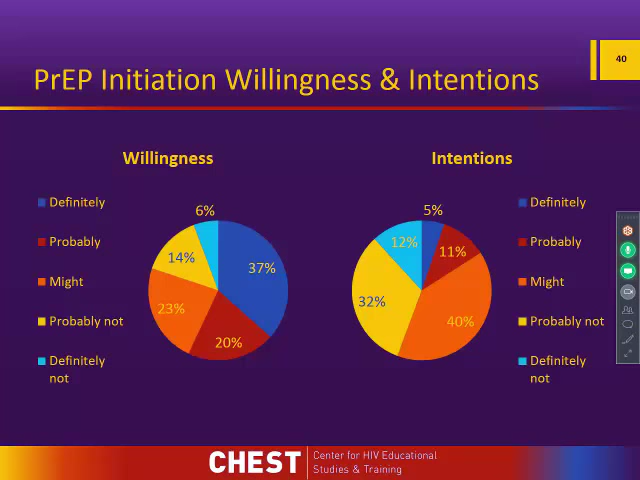 40
PrEP Initiation Willingness & Intentions
Willingness
Definitely
Probably
Might
Probably not
Definitely
not
6%
37%
14%
23%
20%
Intentions
5%
11%
12%
32%
40%
Definitely
Probably
Might
Probably not
Definitely
not
CHEST
Center for HIV Educational
Studies & Training